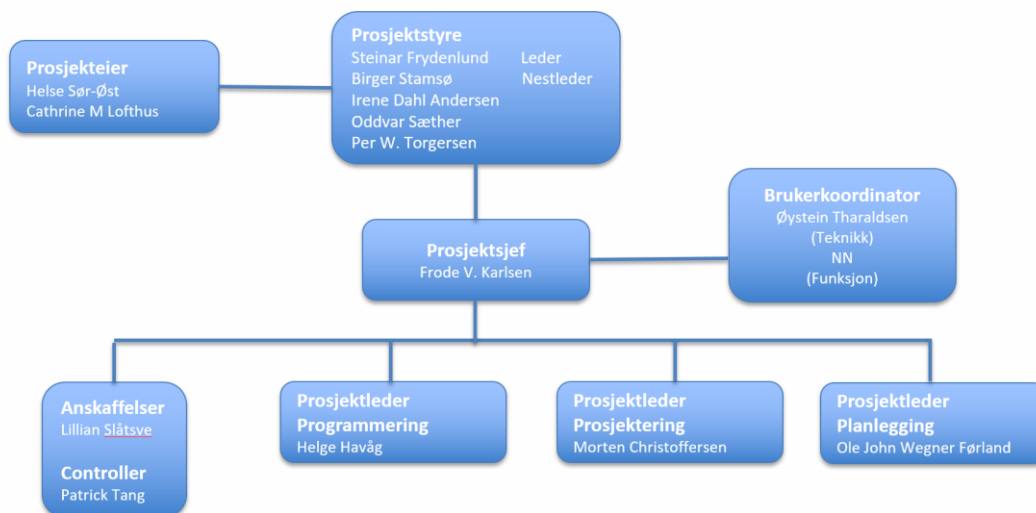 Prosjekteier
Helse Sør-Øst
Cathrine M Lofthus
Prosjektstyre
Steinar Frydenlund Leder
Birger Stamsø Nestleder
Irene Dahl Andersen
Oddvar Sæther
Per W. Torgersen
Prosjektsjef
Frode V. Karlsen
Brukerkoordinator
Øystein Tharaldsen
(Teknikk)
NN
(Funksjon)
Anskaffelser
Lillian Slåtsve
Controller
Patrick Tang
Prosjektleder
Programmering
Helge Havåg
Prosjektleder
Prosjektering
Morten Christoffersen
Prosjektleder
Planlegging
Ole John Wegner Førland